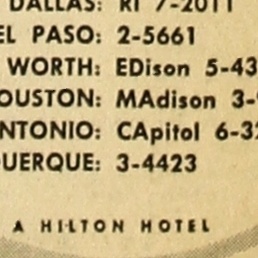 DALLAS: RI 7-2011
EL PASO: 2-5661
WORTH: EDison 5-43
OUSTON: MAdison 3-
NTONIO: CApitol 6-32
UERQUE: 3-4423
A HILTON HOTEL